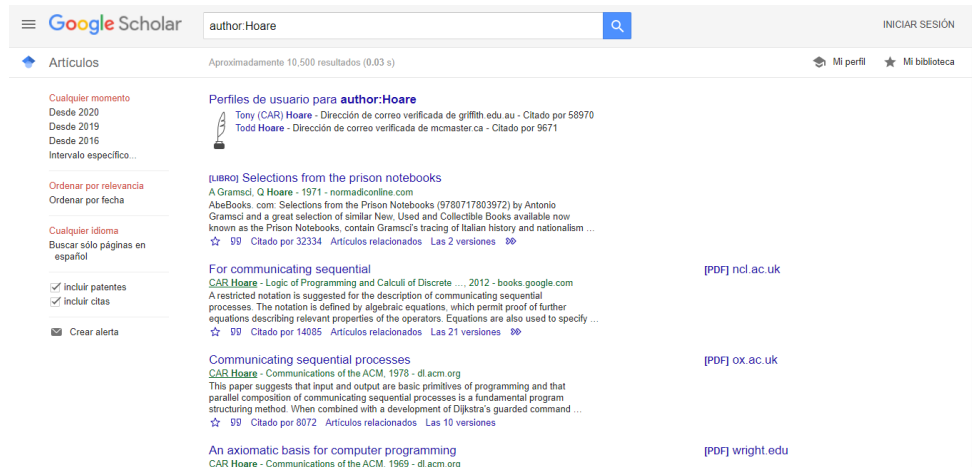 Google Scholar
author:Hoare
INICIAR SESIÓN
Artículos
Aproximadamente 10,500 resultados (0.03 s)
Mi perfil
Mi biblioteca
Cualquier momento
Desde 2020
Desde 2019
Desde 2016
Intervalo específico...
Ordenar por relevancia
Ordenar por fecha
Cualquier idioma
Buscar sólo páginas en
español
incluir patentes
incluir citas
Crear alerta
Perfiles de usuario para author:Hoare
Tony (CAR) Hoare - Dirección de correo verificada de griffith.edu.au - Citado por 58970
Todd Hoare - Dirección de correo verificada de mcmaster.ca - Citado por 9671
[LIBRO] Selections from the prison notebooks
A Gramsci, Q Hoare - 1971 - normadiconline.com
AbeBooks. com: Selections from the Prison Notebooks (9780717803972) by Antonio
Gramsci and a great selection of similar New, Used and Collectible Books available now
known as the Prison Notebooks, contain Gramsci's tracing of Italian history and nationalism ...
Citado por 32334 Artículos relacionados Las 2 versiones
For communicating sequential
[PDF] ncl.ac.uk
CAR Hoare - Logic of Programming and Calculi of Discrete ..., 2012 - books.google.com
A restricted notation is suggested for the description of communicating sequential
processes. The notation is defined by algebraic equations, which permit proof of further
equations describing relevant properties of the operators. Equations are also used to specify ...
Citado por 14085 Artículos relacionados Las 21 versiones
Communicating sequential processes
[PDF] ox.ac.uk
CAR Hoare - Communications of the ACM, 1978 - dl.acm.org
This paper suggests that input and output are basic primitives of programming and that
parallel composition of communicating sequential processes is a fundamental program
structuring method. When combined with a development of Dijkstra's guarded command ...
Citado por 8072 Artículos relacionados Las 10 versiones
An axiomatic basis for computer programming
[PDF] wright.edu
CAR Hoare - Communications of the ACM, 1969 - dl.acm.org